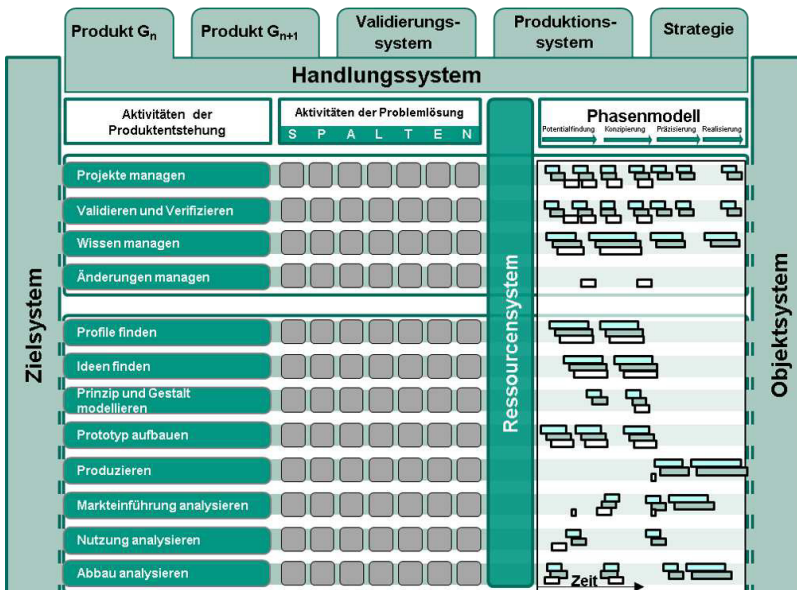 Produkt Gn
Produkt Gn+1
Validierungs-
system
Produktions-
system
Strategie
Handlungssystem
Zielsystem
Aktivitäten der
Produktentstehung
Aktivitäten der Problemlösung
S P A L T E N
Ressourcensystem
Phasenmodell
Potentialfindung Konzipierung Präzisierung Realisierung
Objektsystem
Projekte managen
Validieren und Verifizieren
Wissen managen
Änderungen managen
Profile finden
Ideen finden
Prinzip und Gestalt
modellieren
Prototyp aufbauen
Produzieren
Markteinführung analysieren
Nutzung analysieren
Abbau analysieren
Zeit